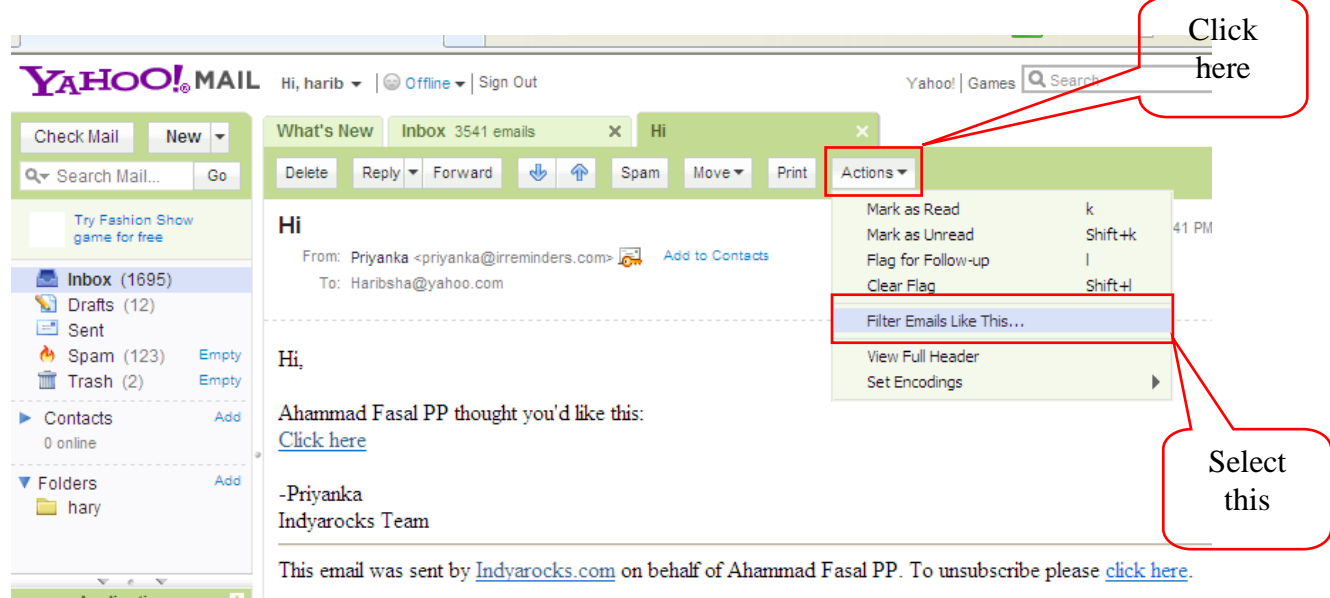 Click
here
YAHOO!® MAIL Hi, harib Offline Sign Out Yahoo! Games Search
Check Mail New What's New Inbox 3541 emails X Hi X
Search Mail... Go Delete Reply Forward Spam Move Print Actions
Try Fashion Show
game for free
Inbox (1695)
Drafts (12)
Sent
Spam (123) Empty
Trash (2) Empty
Contacts Add
0 online
Folders Add
hary
Hi
41 PM
From: Priyanka <priyanka@irreminders.com> Add to Contacts
To: Haribsha@yahoo.com
Mark as Read k
Mark as Unread Shift+k
Flag for Follow-up l
Clear Flag Shift+l
Filter Emails Like This...
View Full Header
Set Encodings
Hi,
Ahammad Fasal PP thought you'd like this:
Click here
-Priyanka
Indyarocks Team
This email was sent by Indyarocks.com on behalf of Ahammad Fasal PP. To unsubscribe please click here.
Select
this